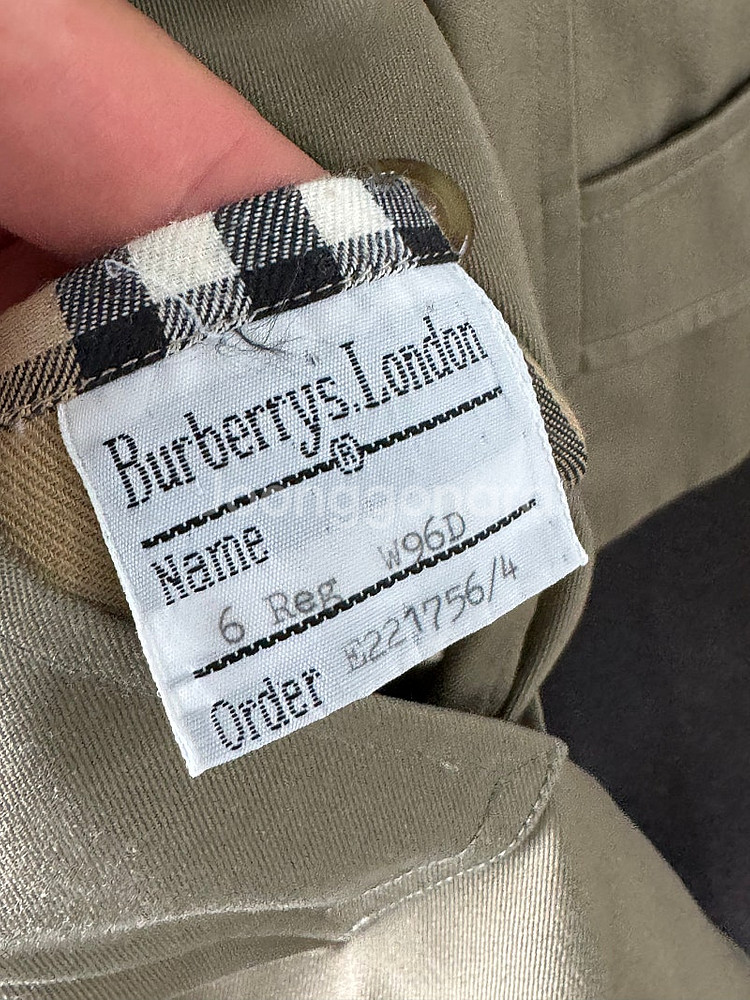 Burberrys.London
®
Name
6 Reg W96D
Order E221756/4